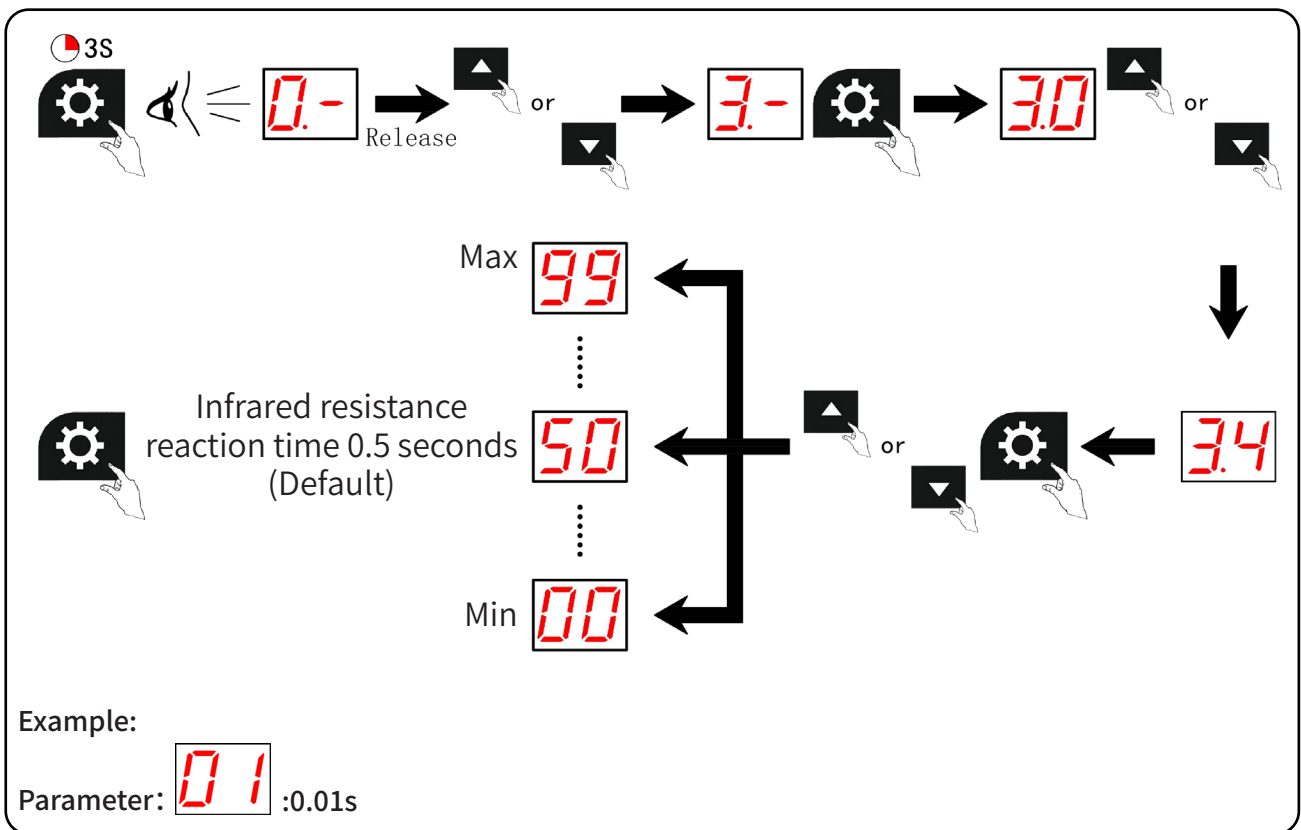 3S
0.-
Release
or
3.-
3.0
or
Max
99
Infrared resistance
reaction time 0.5 seconds
(Default)
50
or
3.4
Min
00
Example:
Parameter: 01 :0.01s